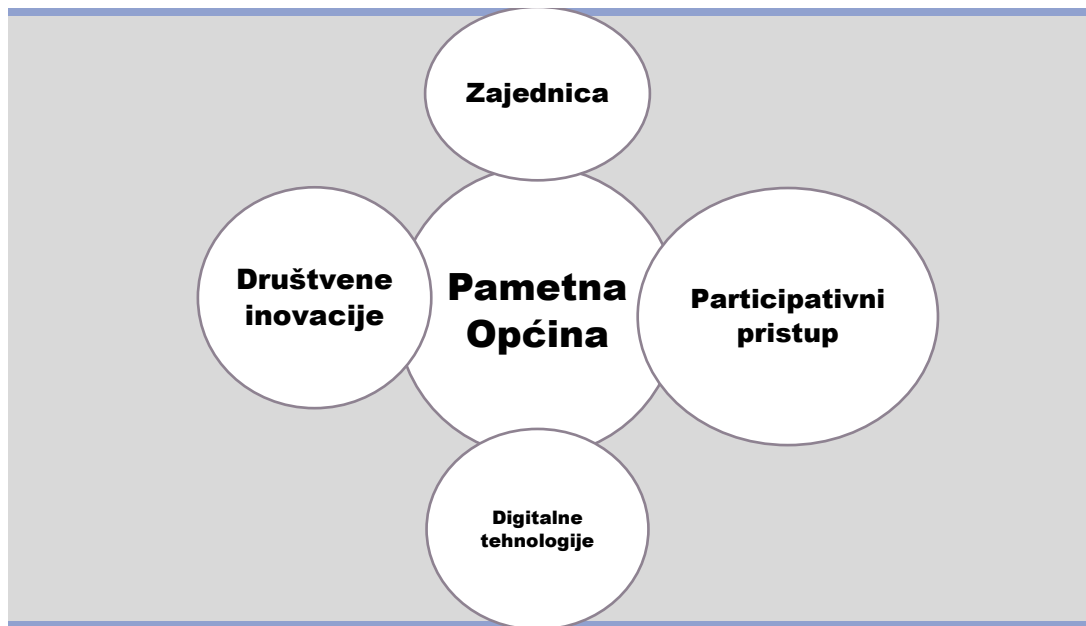 Zajednica
Društvene
inovacije
Pametna
Općina
Participativni
pristup
Digitalne
tehnologije